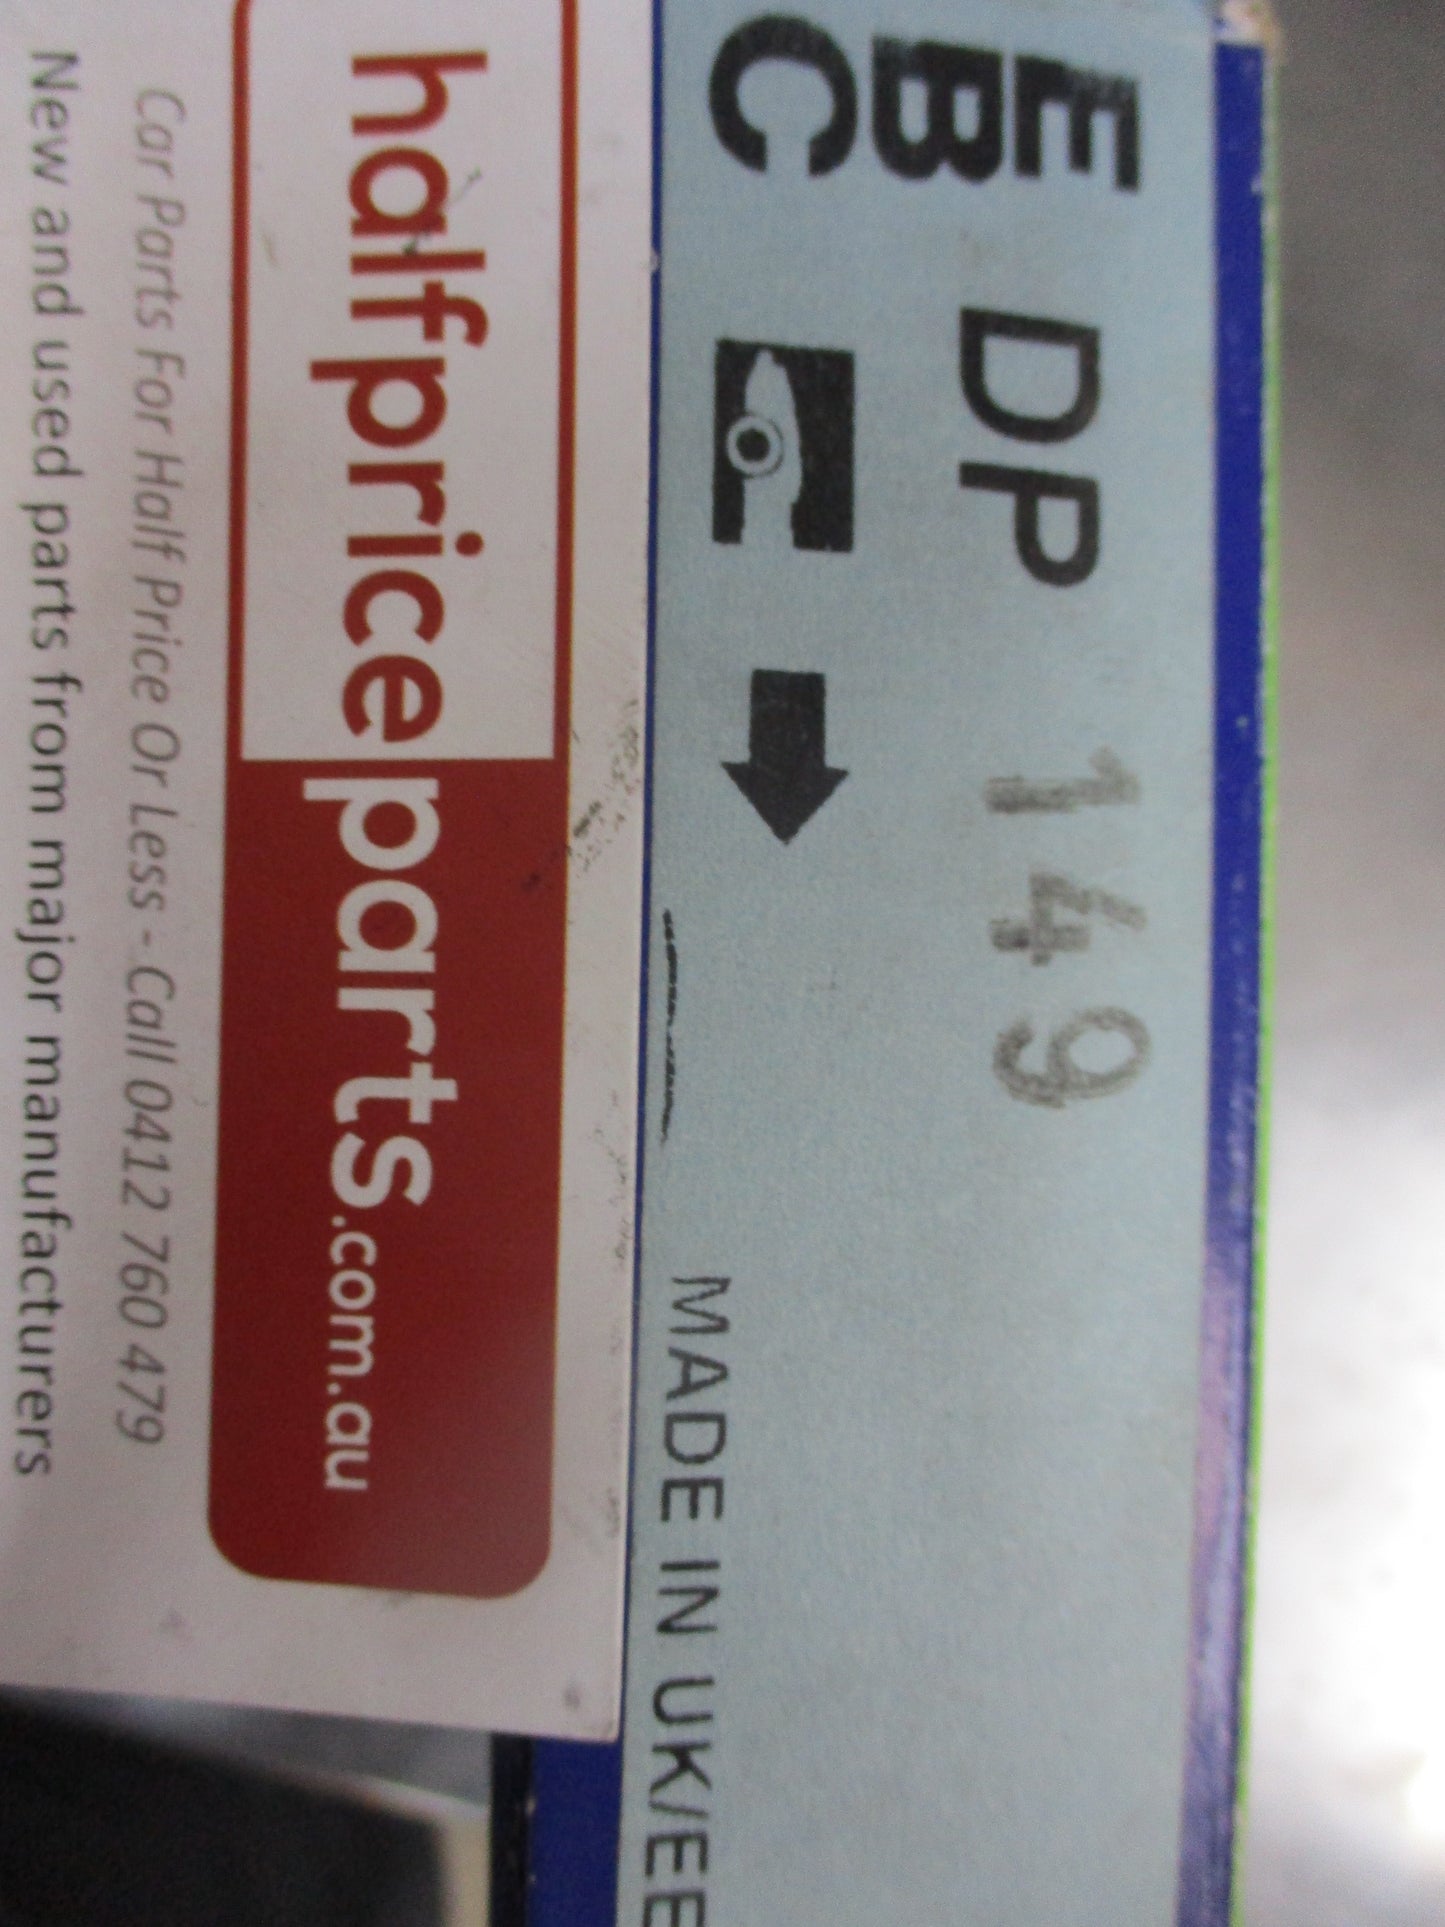 E
B
C
DP 149
MADE IN UK/EE
halfpriceparts.com.au
Car Parts For Half Price Or Less - Call 0412 760 479
New and used parts from major manufacturers